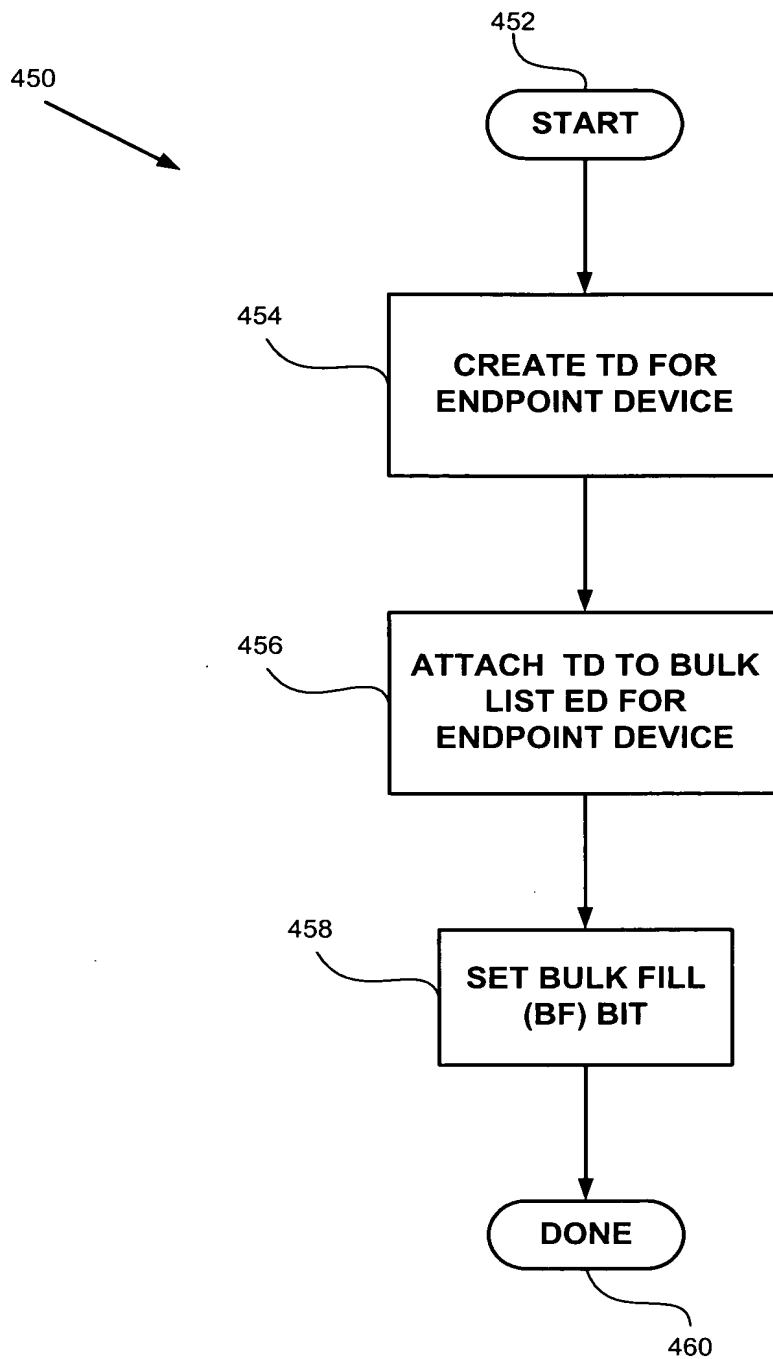 452
450
START
454
CREATE TD FOR
ENDPOINT DEVICE
456
ATTACH TD TO BULK
LIST ED FOR
ENDPOINT DEVICE
458
SET BULK FILL
(BF) BIT
DONE
460